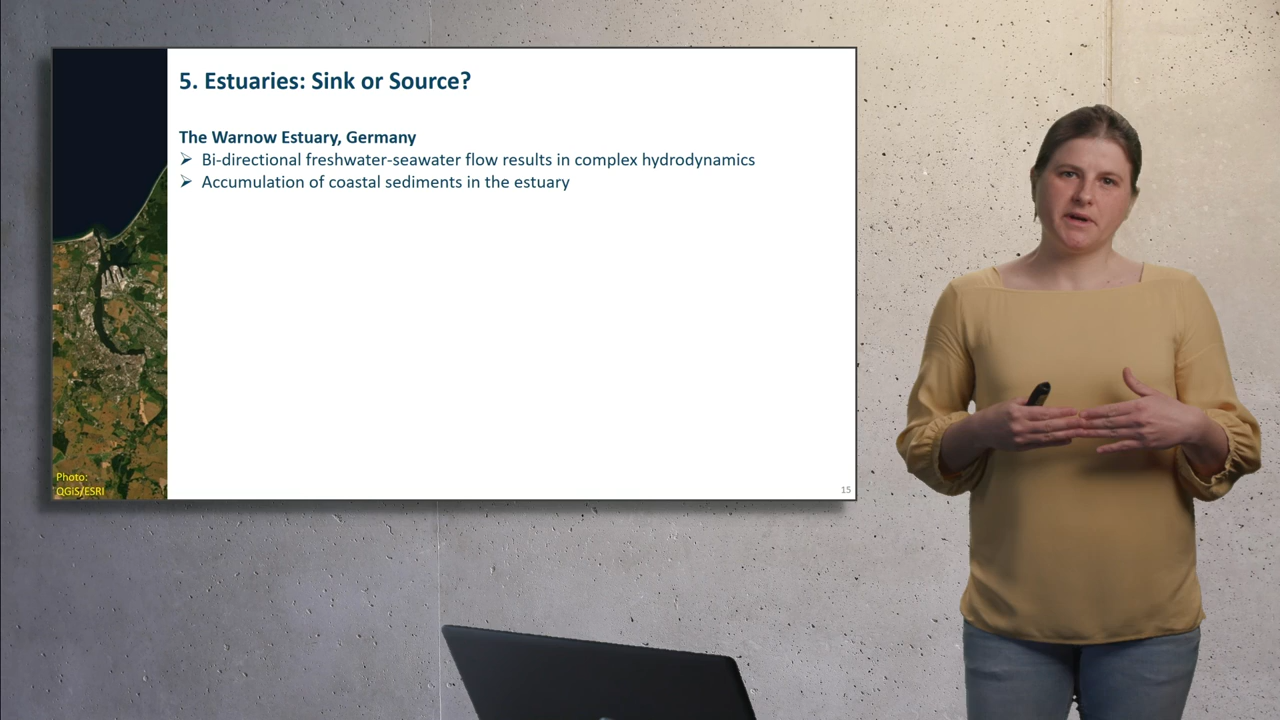 5. Estuaries: Sink or Source?
The Warnow Estuary, Germany
➢ Bi-directional freshwater-seawater flow results in complex hydrodynamics
➢ Accumulation of coastal sediments in the estuary
Photo:
QGIS/ESRI
15